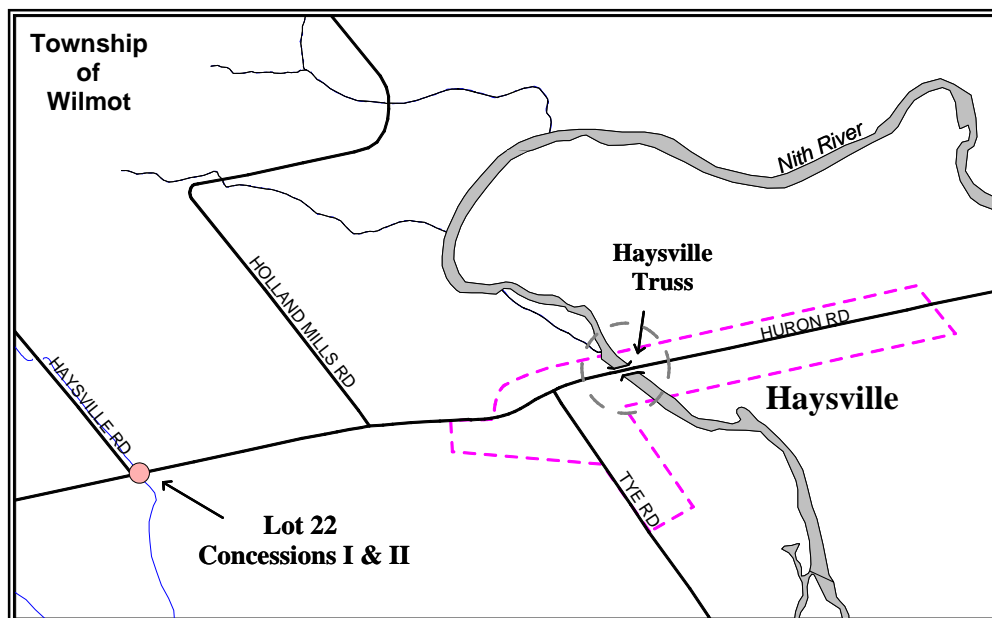 Township
of
Wilmot
Nith River
Haysville
Truss
HOLLAND MILLS RD
HURON RD
HAYSVILLE RD
Haysville
TYE RD
Lot 22
Concessions I & II